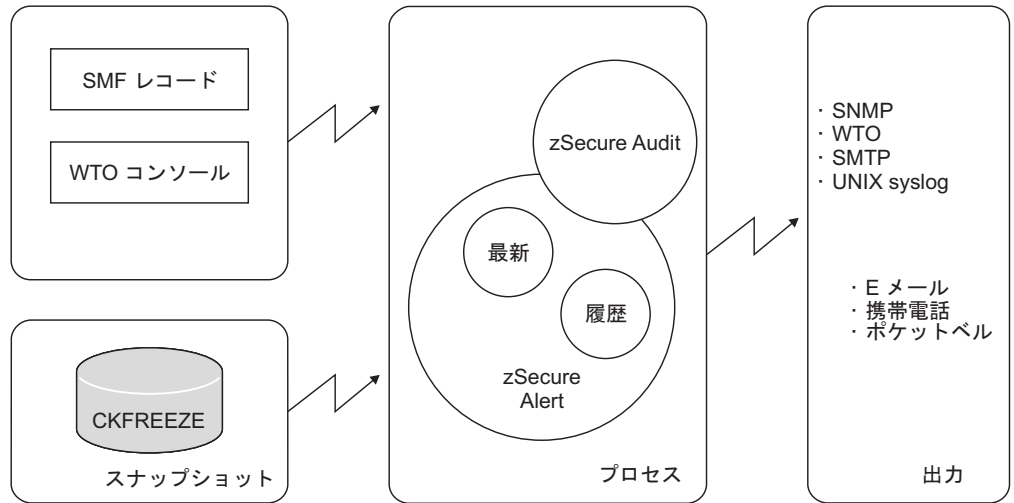 SMF レコード
WTO コンソール
CKFREEZE
スナップショット
zSecure Audit
最新
履歴
zSecure
Alert
プロセス
· SNMP
· WTO
· SMTP
· UNIX syslog
· E メール
· 携帯電話
· ポケットベル
出力